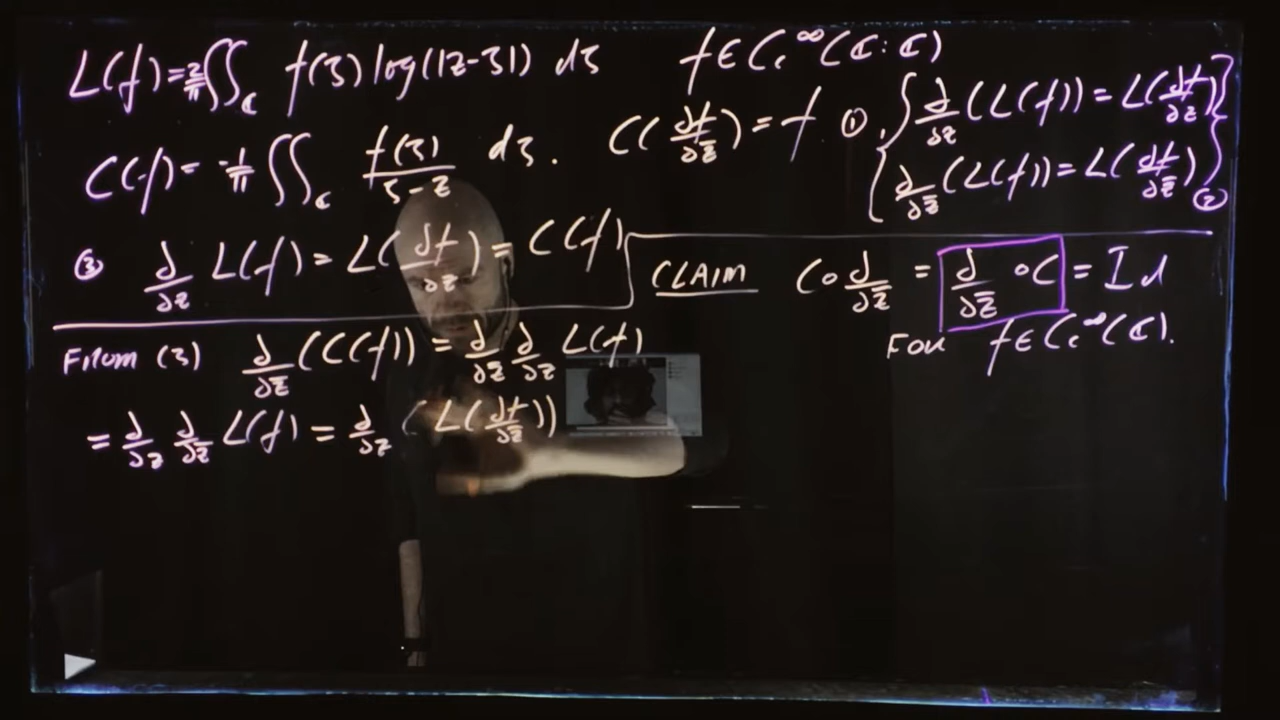 L(f) = 2/π ∬_ℂ f(ζ) log(|z-ζ|) dζ f ∈ C_c^∞(ℂ:ℂ)
C(f) = -1/π ∬_ℂ f(ζ)/(ζ-z) dζ. C(∂f/∂z̄) = f ① { ∂/∂z (L(f)) = L(∂f/∂z)
∂/∂z̄ (L(f)) = L(∂f/∂z̄) } ②
③ ∂/∂z L(f) = L(∂f/∂z) = C(f)
CLAIM C∘∂/∂z̄ = ∂/∂z̄ ∘C = Id
FOR f ∈ C_c^∞(ℂ).
FROM (3) ∂/∂z̄ (C(f)) = ∂/∂z̄ ∂/∂z L(f)
= ∂/∂z ∂/∂z̄ L(f) = ∂/∂z (L(∂f/∂z̄))